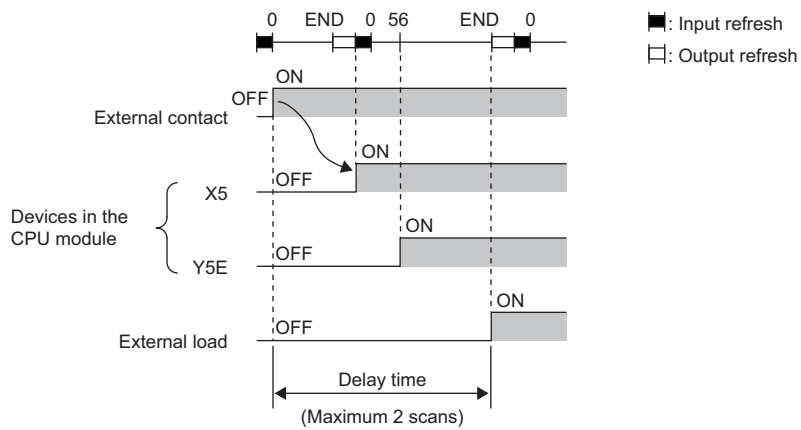 0 END 0 56 END 0
: Input refresh
: Output refresh
ON
OFF
External contact
ON
OFF
X5
Devices in the
CPU module
ON
OFF
Y5E
ON
OFF
External load
Delay time
(Maximum 2 scans)